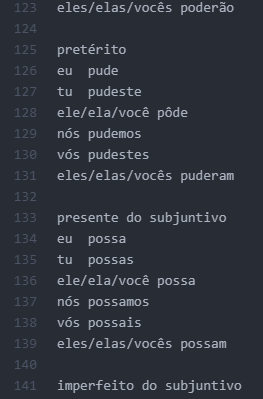 123 eles/elas/vocês poderão
124
125 pretérito
126 eu  pude
127 tu  pudeste
128 ele/ela/você pôde
129 nós pudemos
130 vós pudestes
131 eles/elas/vocês puderam
132
133 presente do subjuntivo
134 eu  possa
135 tu  possas
136 ele/ela/você possa
137 nós possamos
138 vós possais
139 eles/elas/vocês possam
140
141 imperfeito do subjuntivo